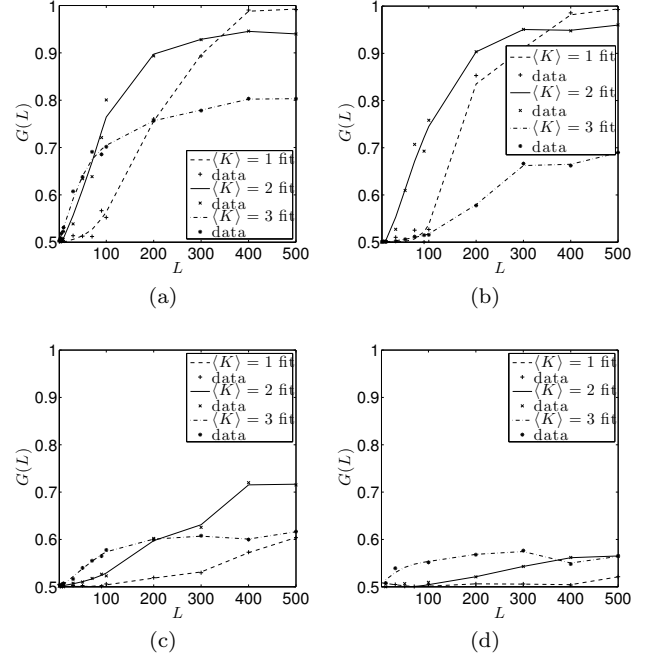 1
0.9
0.8
0.7
0.6
0.5
G(L)
100 200 300 400 500
L
⟨K⟩ = 1 fit
data
⟨K⟩ = 2 fit
data
⟨K⟩ = 3 fit
data
(a)
1
0.9
0.8
0.7
0.6
0.5
G(L)
0 100 200 300 400 500
L
⟨K⟩ = 1 fit
data
⟨K⟩ = 2 fit
data
⟨K⟩ = 3 fit
data
(b)
1
0.9
0.8
0.7
0.6
0.5
G(L)
100 200 300 400 500
L
⟨K⟩ = 1 fit
data
⟨K⟩ = 2 fit
data
⟨K⟩ = 3 fit
data
(c)
1
0.9
0.8
0.7
0.6
0.5
G(L)
100 200 300 400 500
L
⟨K⟩ = 1 fit
data
⟨K⟩ = 2 fit
data
⟨K⟩ = 3 fit
data
(d)